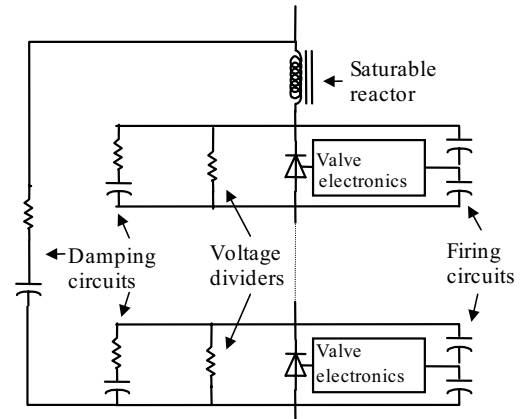 Saturable
reactor
Valve
electronics
Damping
circuits
Voltage
dividers
Firing
circuits
Valve
electronics